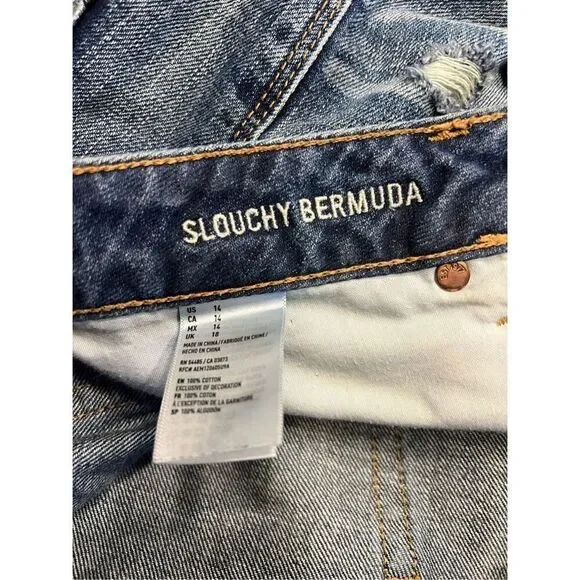 SLOUCHY BERMUDA
US 14
CA 14
MX 14
UK 18
MADE IN CHINA/FABRIQUÉ EN CHINE/
HECHO EN CHINA
RN 54485 / CA 03873
EN 100% COTTON
EXCLUSIVE OF DECORATION
FR 100% COTON
À L'EXCEPTION DE LA GARNITURE
SP 100% ALGODÓN